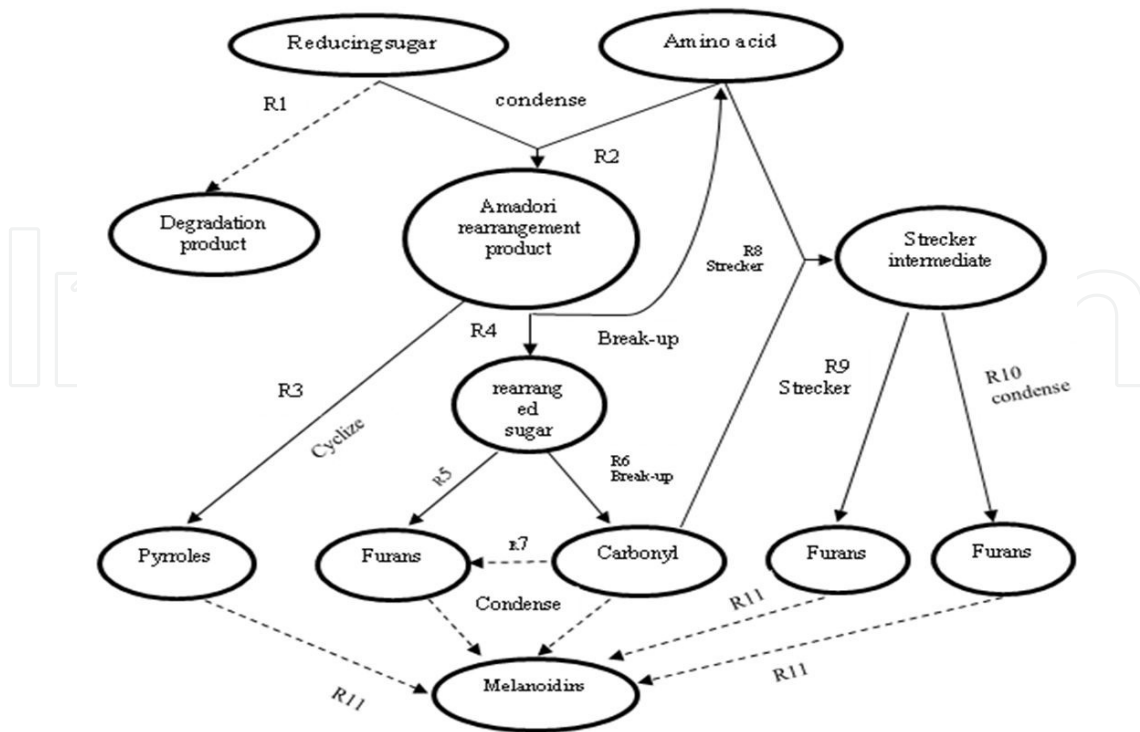 Reducing sugar
Amino acid
R1
condense
R2
Degradation
product
Amadori
rearrangement
product
R8
Strecker
Strecker
intermediate
R4
Break-up
R3
Cyclize
rearrang
ed
sugar
R9
Strecker
R10
condense
R5
R6
Break-up
Pyrroles
Furans
R7
Carbonyl
Furans
Furans
Condense
R11
R11
R11
Melanoidins